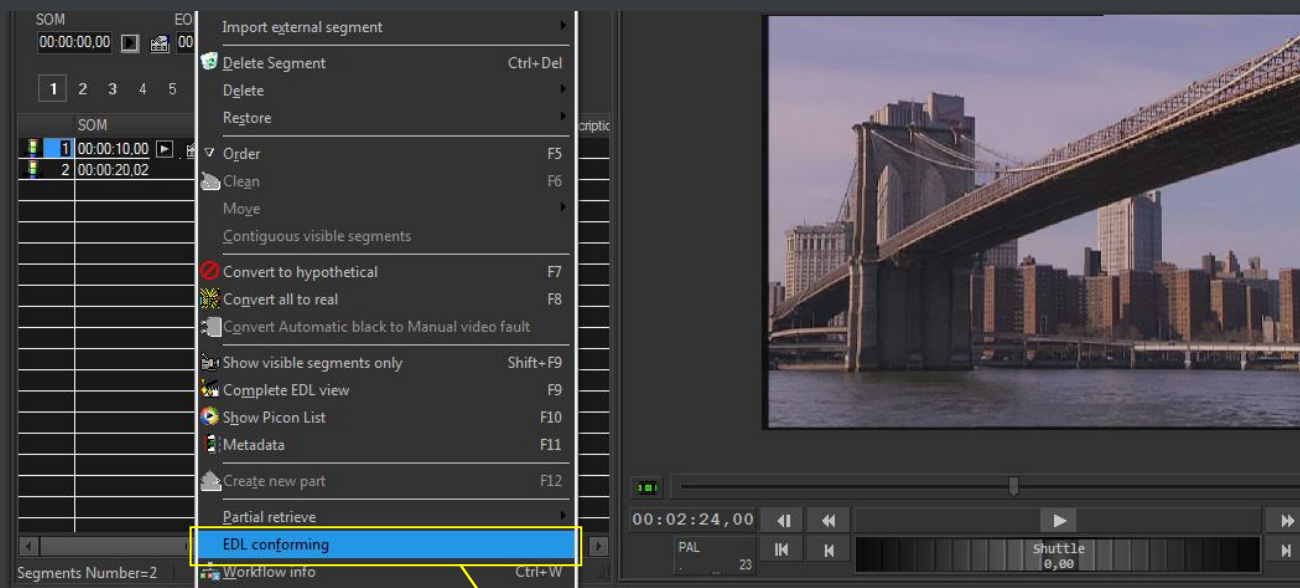 SOM EO
00:00:00,00 00
1 2 3 4 5
SOM criptic
1 00:00:10,00
2 00:00:20,02
Segments Number=2
Import external segment
Delete Segment Ctrl+Del
Delete
Restore
Order F5
Clean F6
Move
Contiguous visible segments
Convert to hypothetical F7
Convert all to real F8
Convert Automatic black to Manual video fault
Show visible segments only Shift+F9
Complete EDL view F9
Show Picon List F10
Metadata F11
Create new part F12
Partial retrieve
EDL conforming
Workflow info Ctrl+W
00:02:24,00
PAL
23
Shuttle
0,00